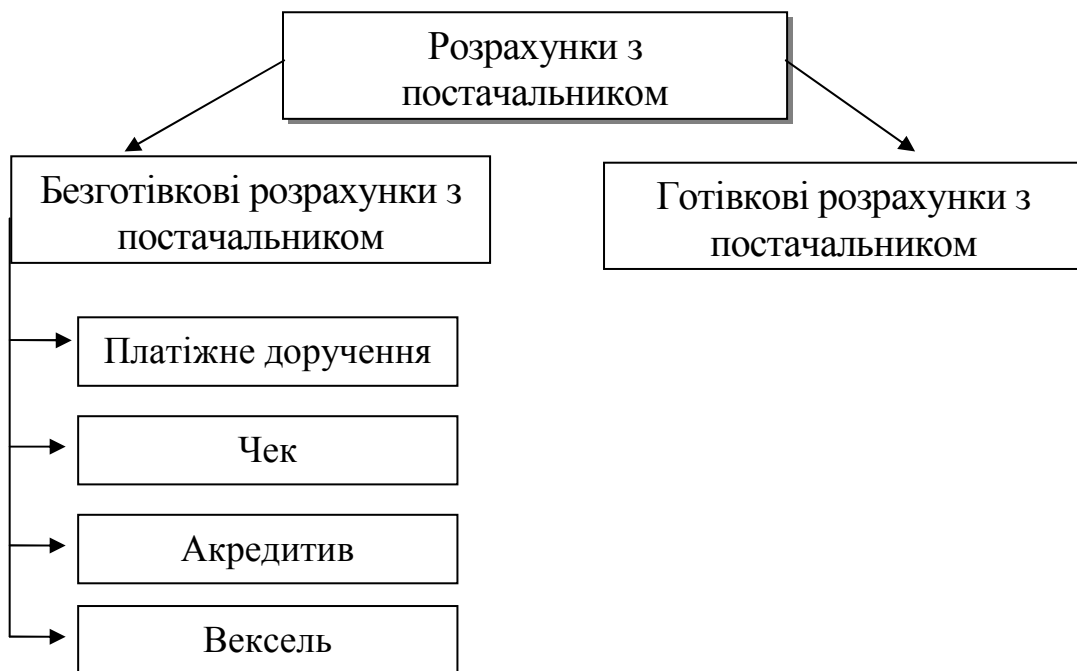 Розрахунки з
постачальником
Безготівкові розрахунки з
постачальником
Готівкові розрахунки з
постачальником
Платіжне доручення
Чек
Акредитив
Вексель